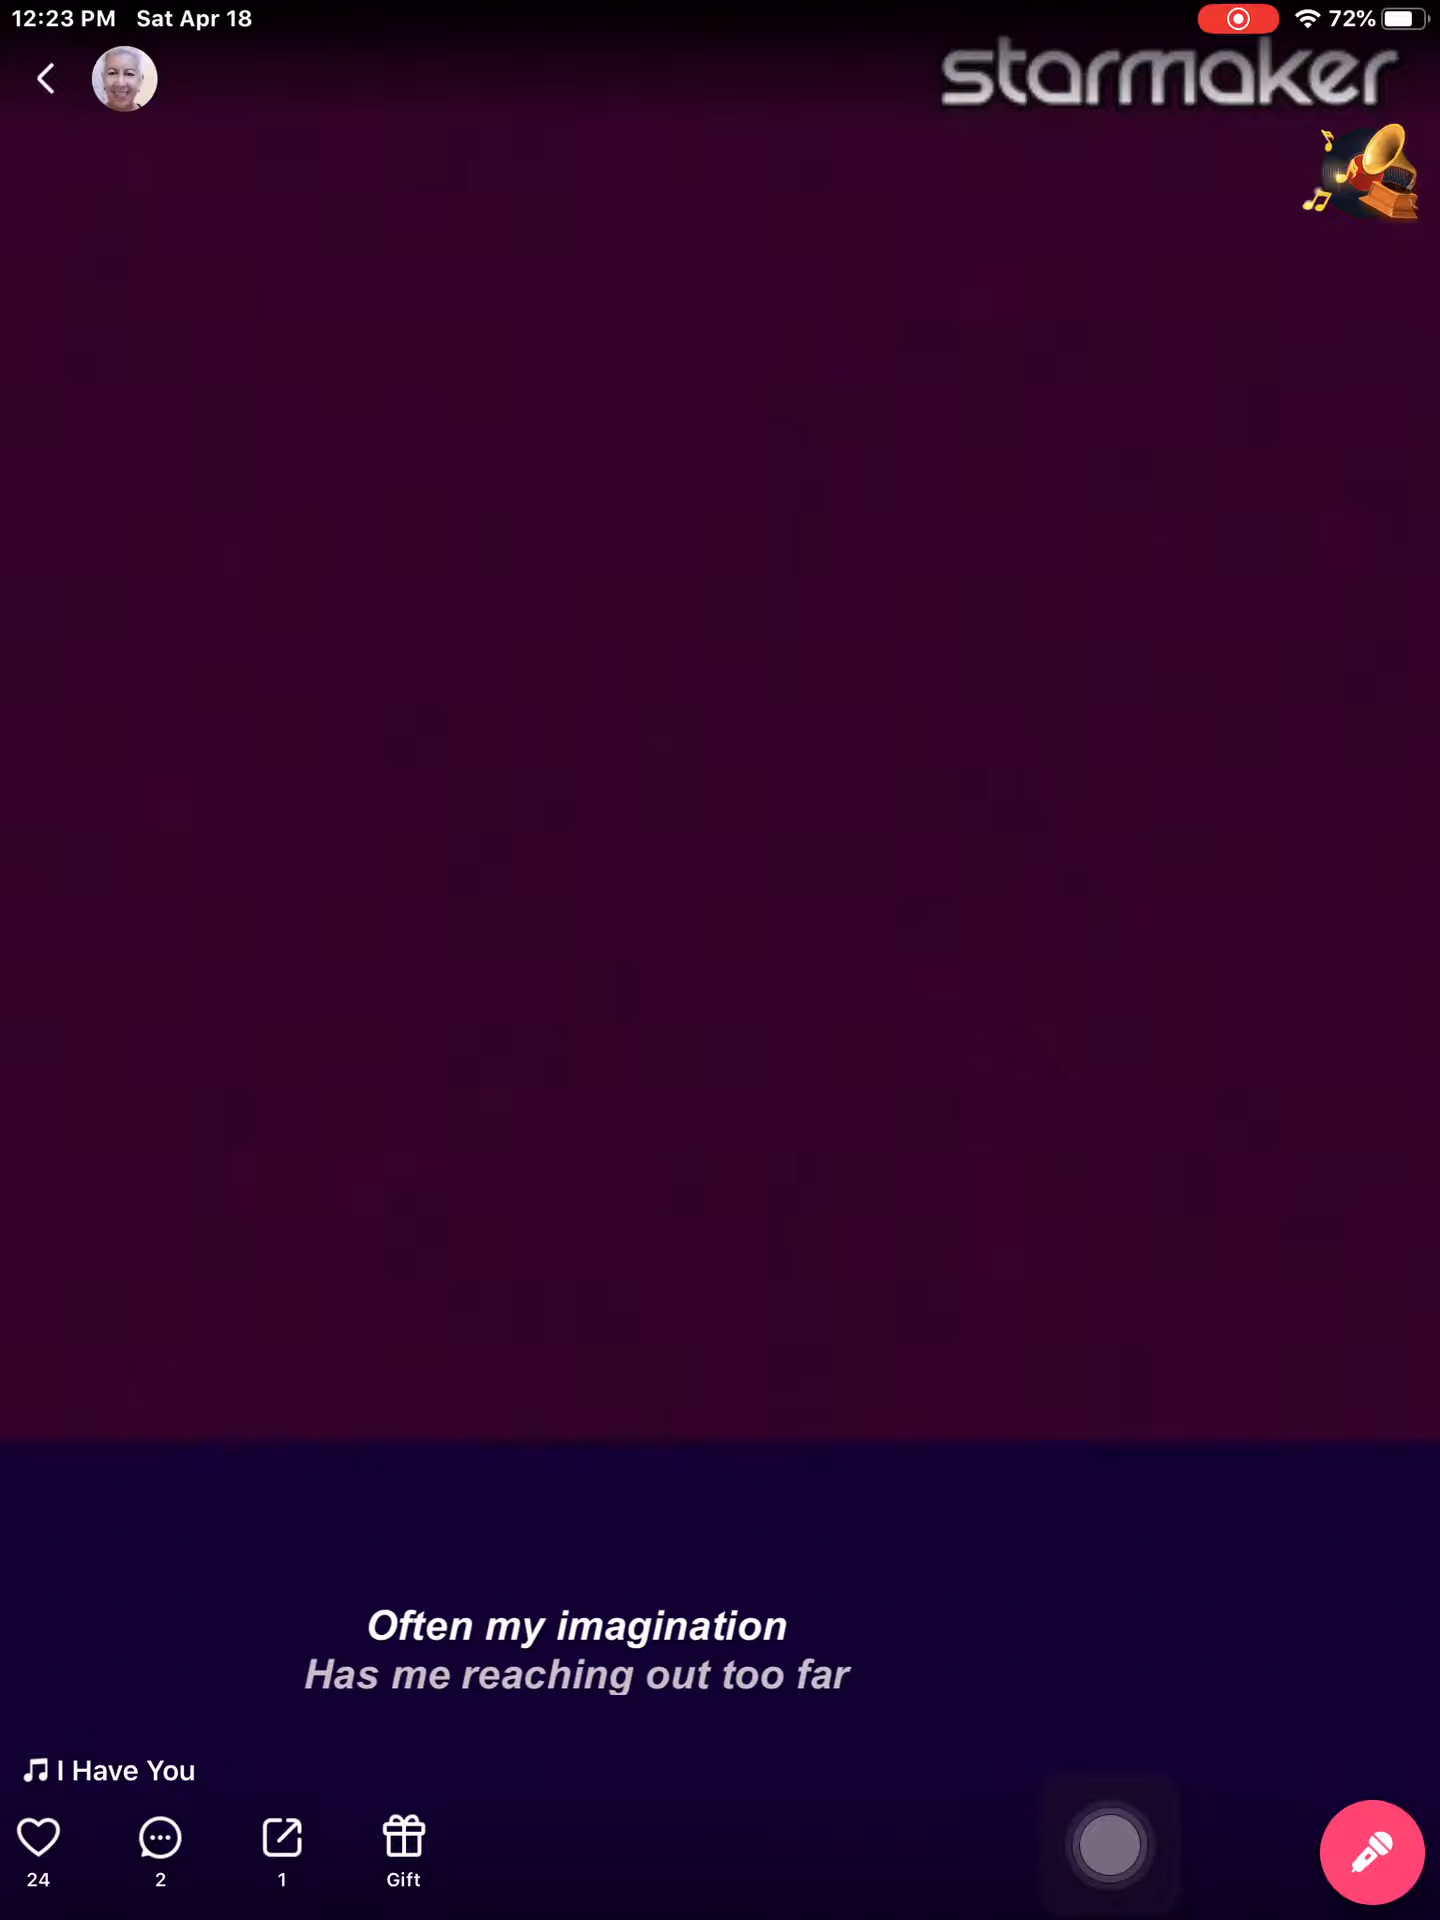 12:23 PM Sat Apr 18
72%
starmaker
Often my imagination
Has me reaching out too far
I Have You
24
2
1
Gift